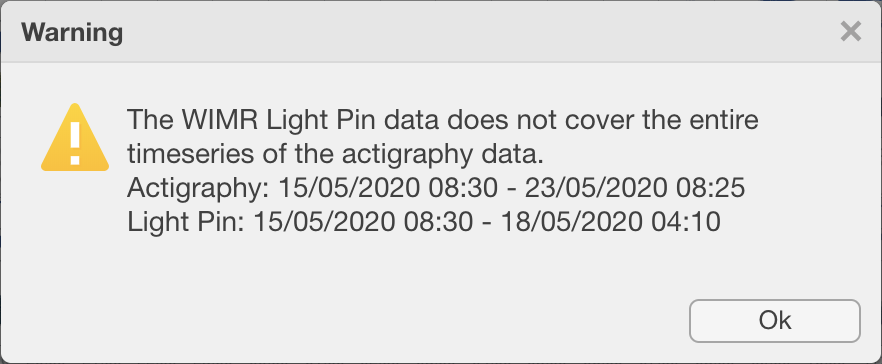 Warning
The WIMR Light Pin data does not cover the entire
timeseries of the actigraphy data.
Actigraphy: 15/05/2020 08:30 - 23/05/2020 08:25
Light Pin: 15/05/2020 08:30 - 18/05/2020 04:10
Ok